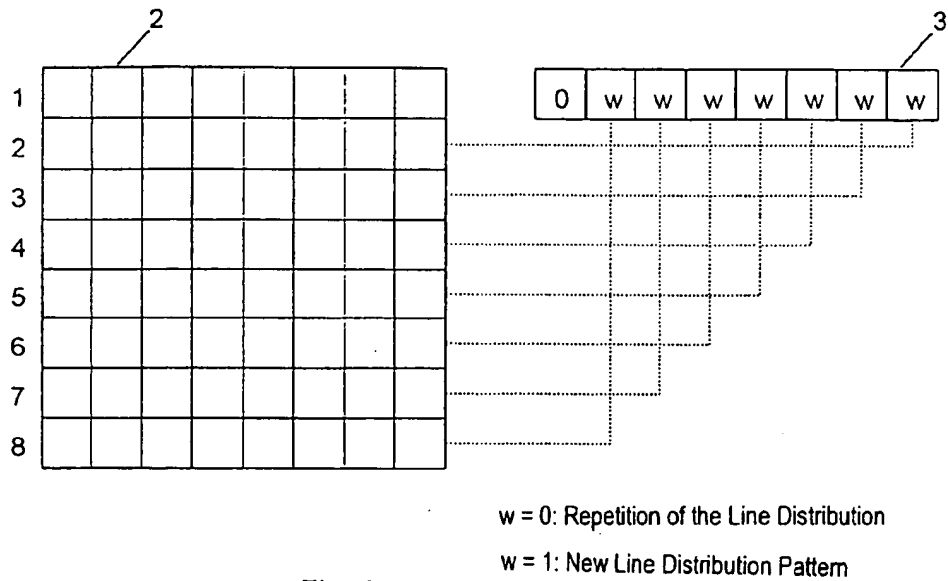 2 3
1 0 w w w w w w w
2
3
4
5
6
7
8
w = 0: Repetition of the Line Distribution
w = 1: New Line Distribution Pattern